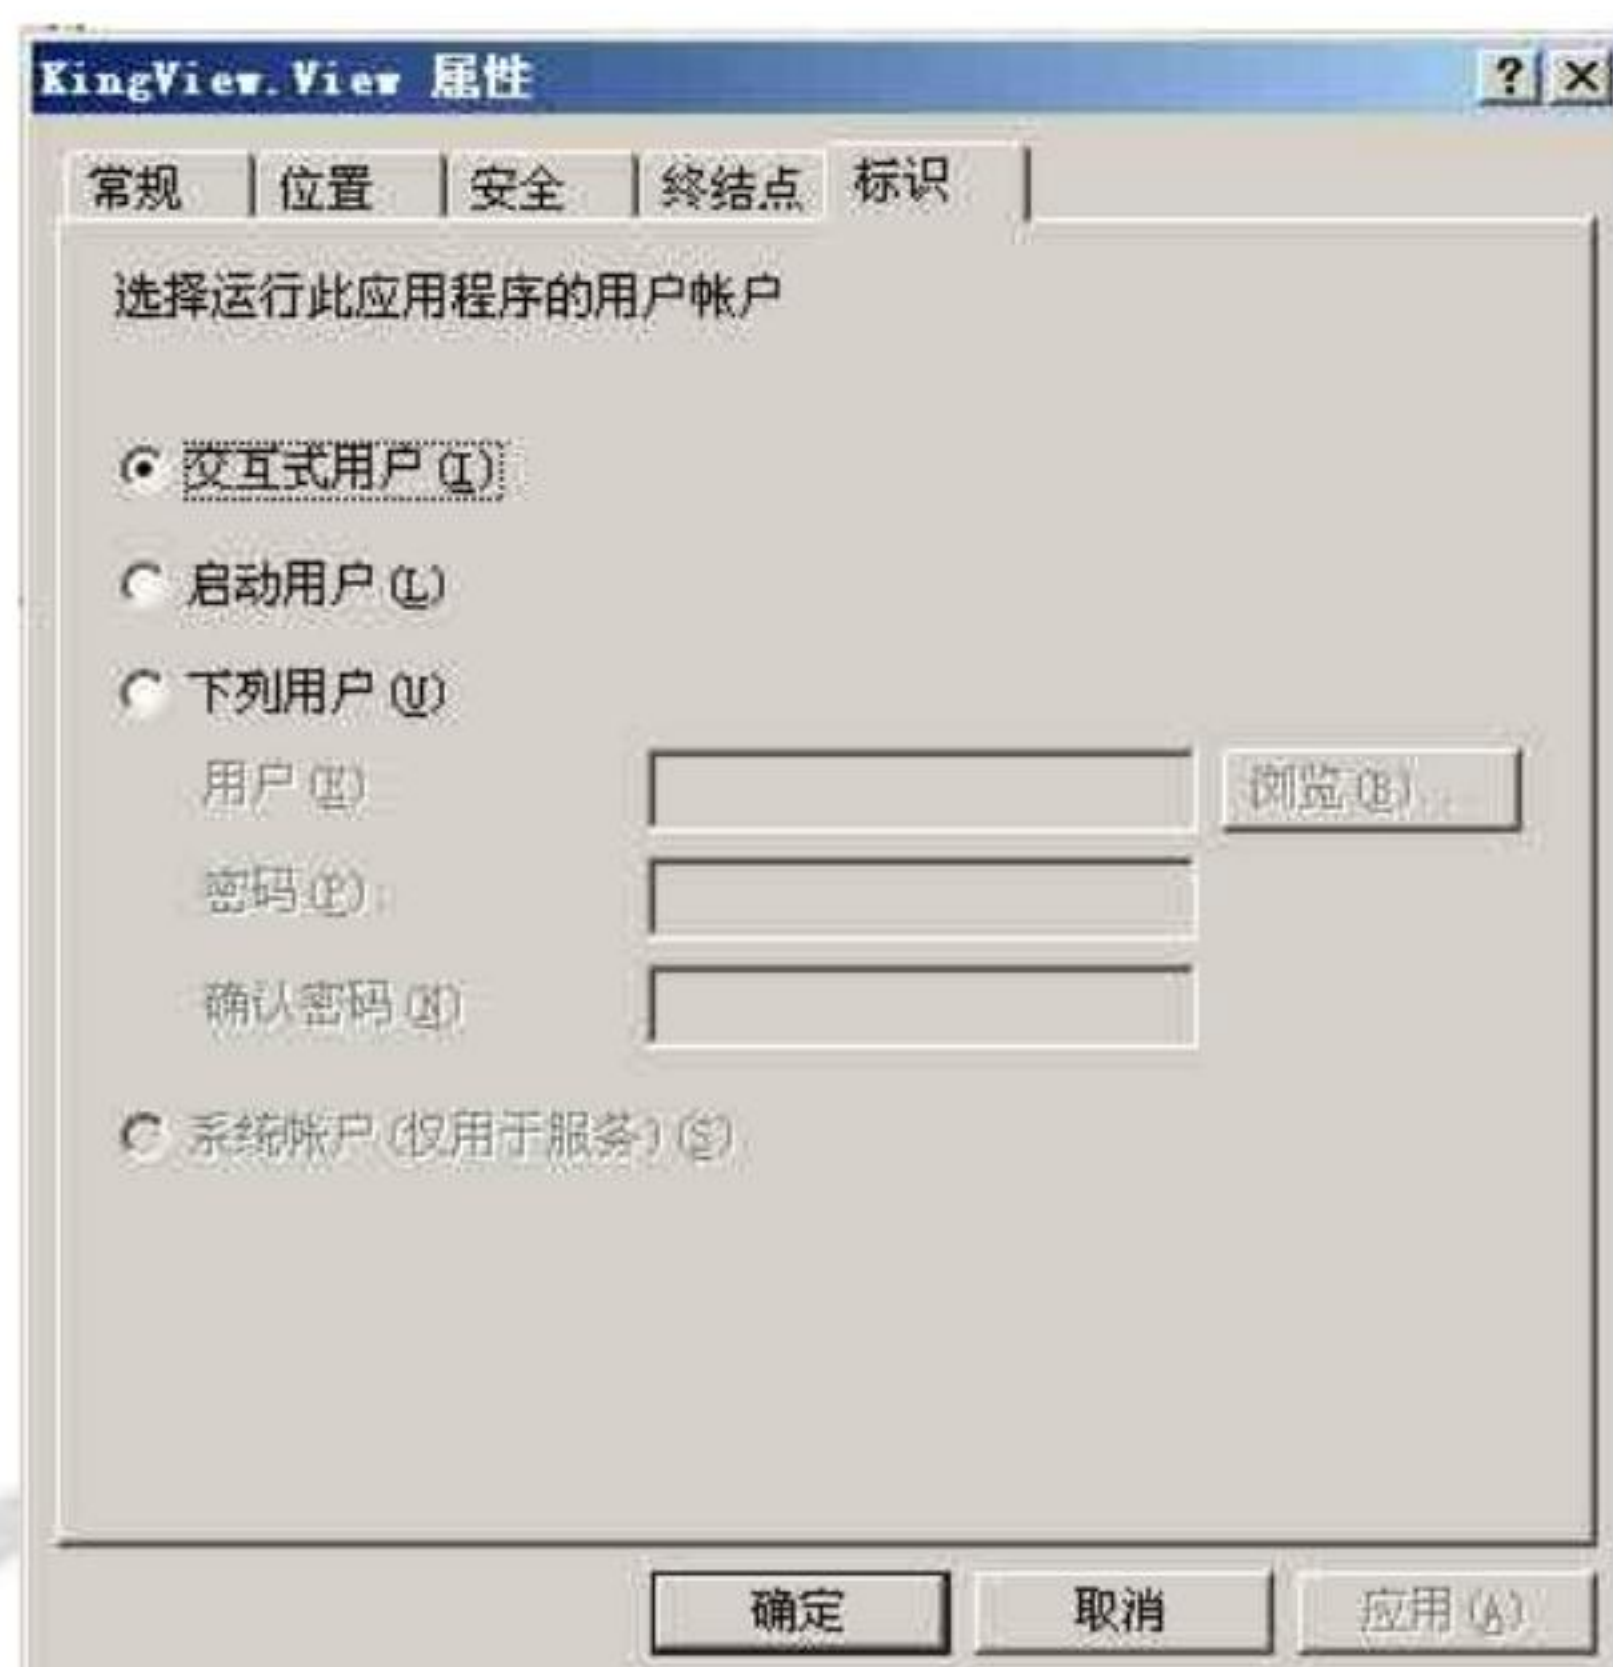 KingView.View 属性
常规 位置 安全 终结点 标识
选择运行此应用程序的用户帐户
交互式用户(I)
启动用户(L)
下列用户(U)
用户(E)
浏览(B)...
密码(P):
确认密码(N)
系统帐户(仅用于服务)(S)
确定 取消 应用(A)